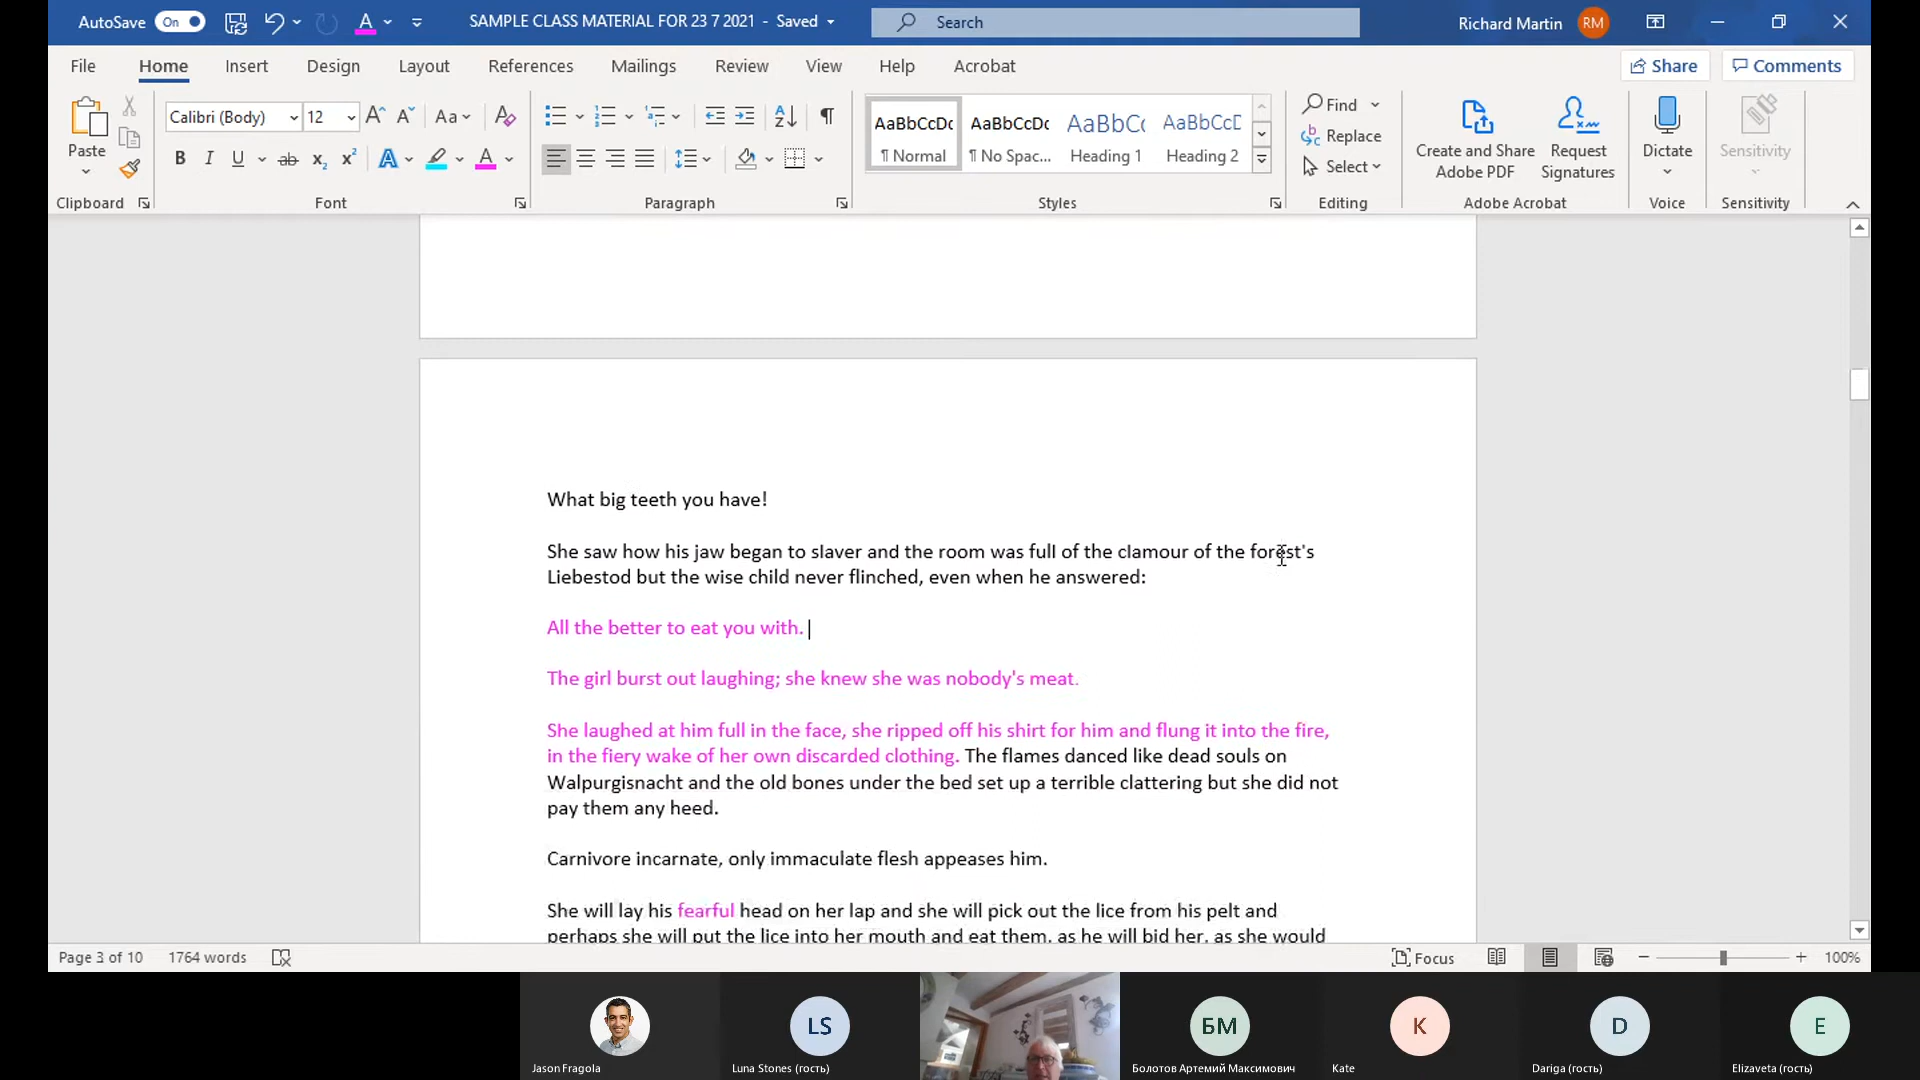 AutoSave On SAMPLE CLASS MATERIAL FOR 23 7 2021 - Saved Search Richard Martin RM
File Home Insert Design Layout References Mailings Review View Help Acrobat Share Comments
Calibri (Body) 12 Aa AaBbCcDc AaBbCcDc AaBbCc AaBbCcD Find
Paste Replace Create and Share Request Dictate Sensitivity
B I U ab x₂ x² A A ¶ Normal ¶ No Spac... Heading 1 Heading 2 Select Adobe PDF Signatures
Clipboard Font Paragraph Styles Editing Adobe Acrobat Voice Sensitivity
What big teeth you have!
She saw how his jaw began to slaver and the room was full of the clamour of the forest's
Liebestod but the wise child never flinched, even when he answered:
All the better to eat you with.
The girl burst out laughing; she knew she was nobody's meat.
She laughed at him full in the face, she ripped off his shirt for him and flung it into the fire,
in the fiery wake of her own discarded clothing. The flames danced like dead souls on
Walpurgisnacht and the old bones under the bed set up a terrible clattering but she did not
pay them any heed.
Carnivore incarnate, only immaculate flesh appeases him.
She will lay his fearful head on her lap and she will pick out the lice from his pelt and
perhaps she will put the lice into her mouth and eat them, as he will bid her, as she would
Page 3 of 10 1764 words Focus 100%
LS БМ K D E
Jason Fragola Luna Stones (гость) Болотов Артемий Максимович Kate Dariga (гость) Elizaveta (гость)